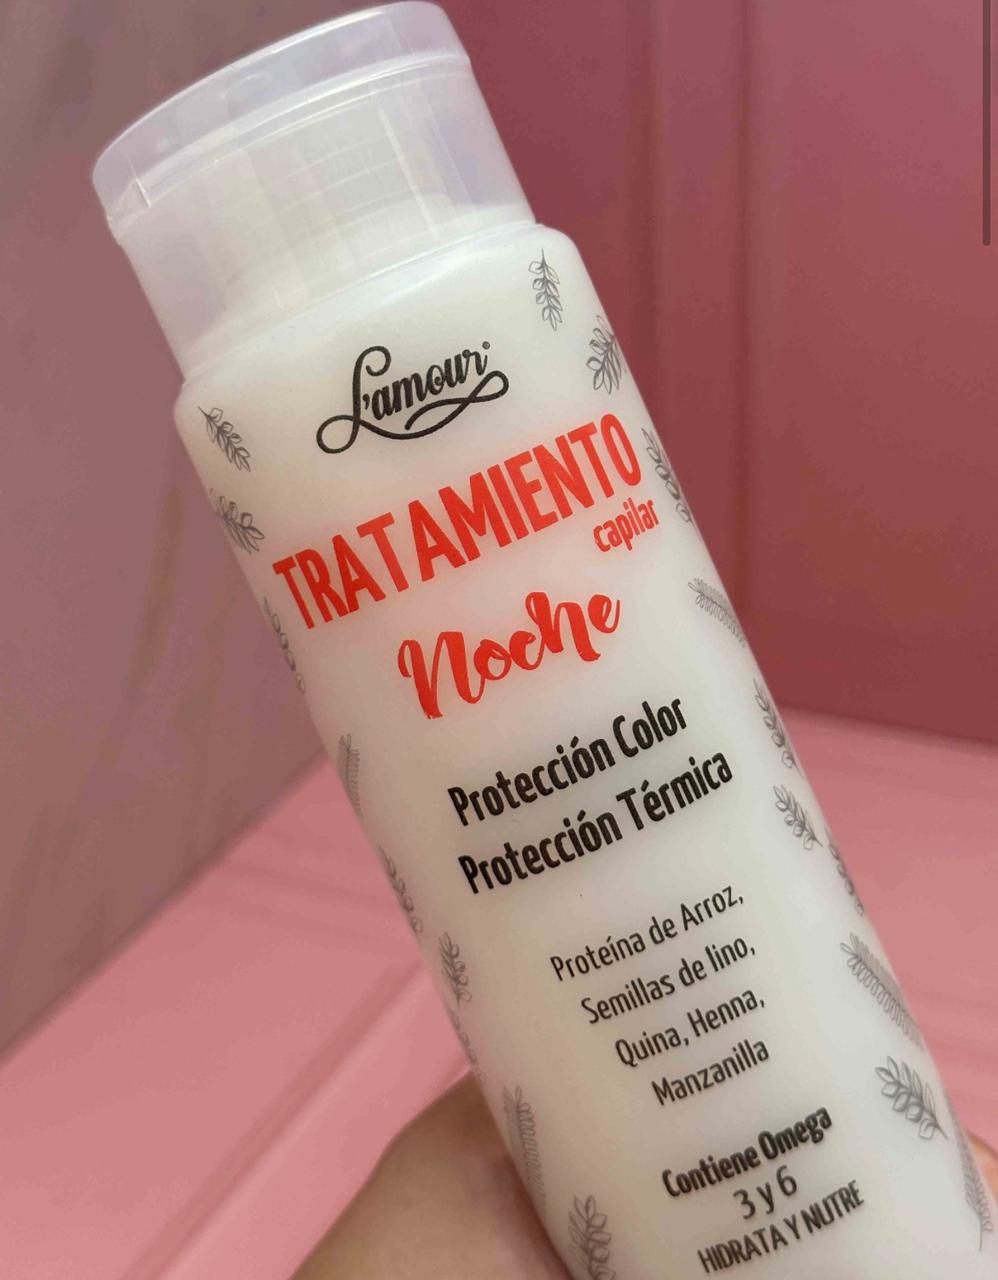 L'amour
TRATAMIENTO
capilar
Noche
Protección Color
Protección Térmica
Proteína de Arroz,
Semillas de lino,
Quina, Henna,
Manzanilla
Contiene Omega
3 y 6
HIDRATA Y NUTRE